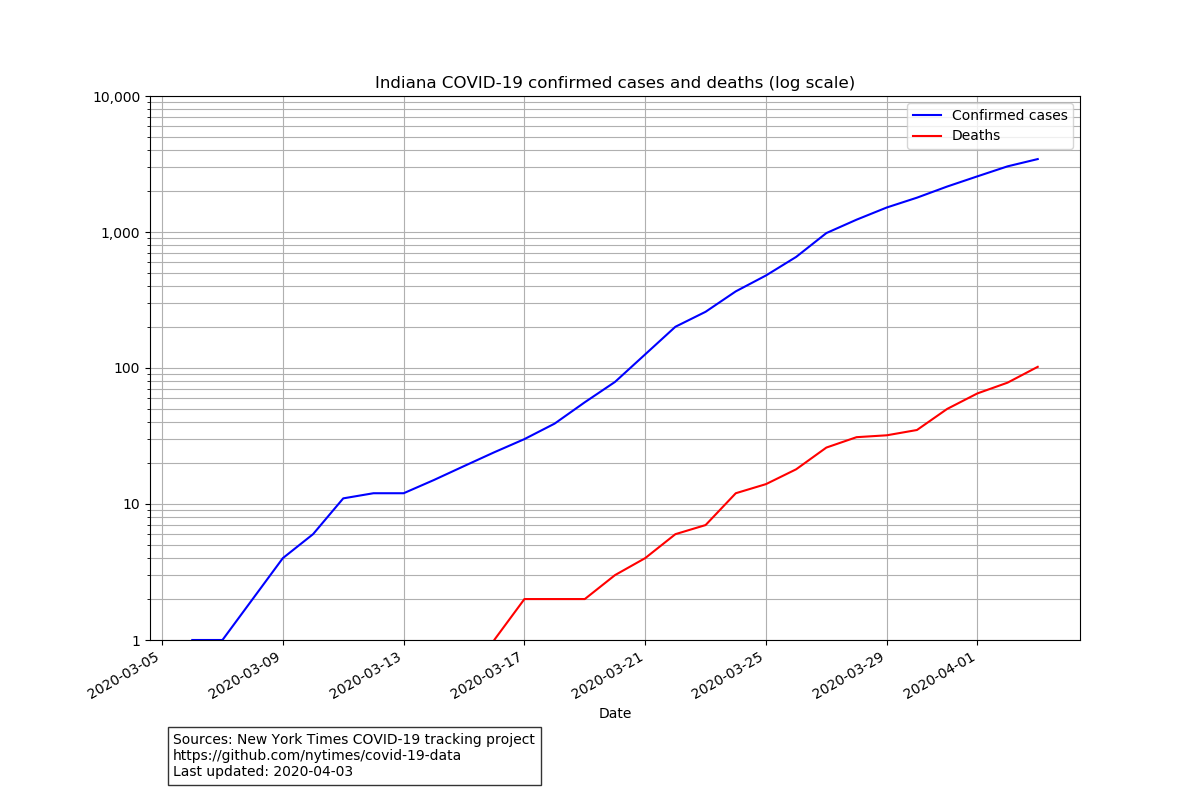 Indiana COVID-19 confirmed cases and deaths (log scale)
10,000
1,000
100
10
1
Confirmed cases
Deaths
2020-03-05
2020-03-09
2020-03-13
2020-03-17
2020-03-21
2020-03-25
2020-03-29
2020-04-01
Date
Sources: New York Times COVID-19 tracking project
https://github.com/nytimes/covid-19-data
Last updated: 2020-04-03